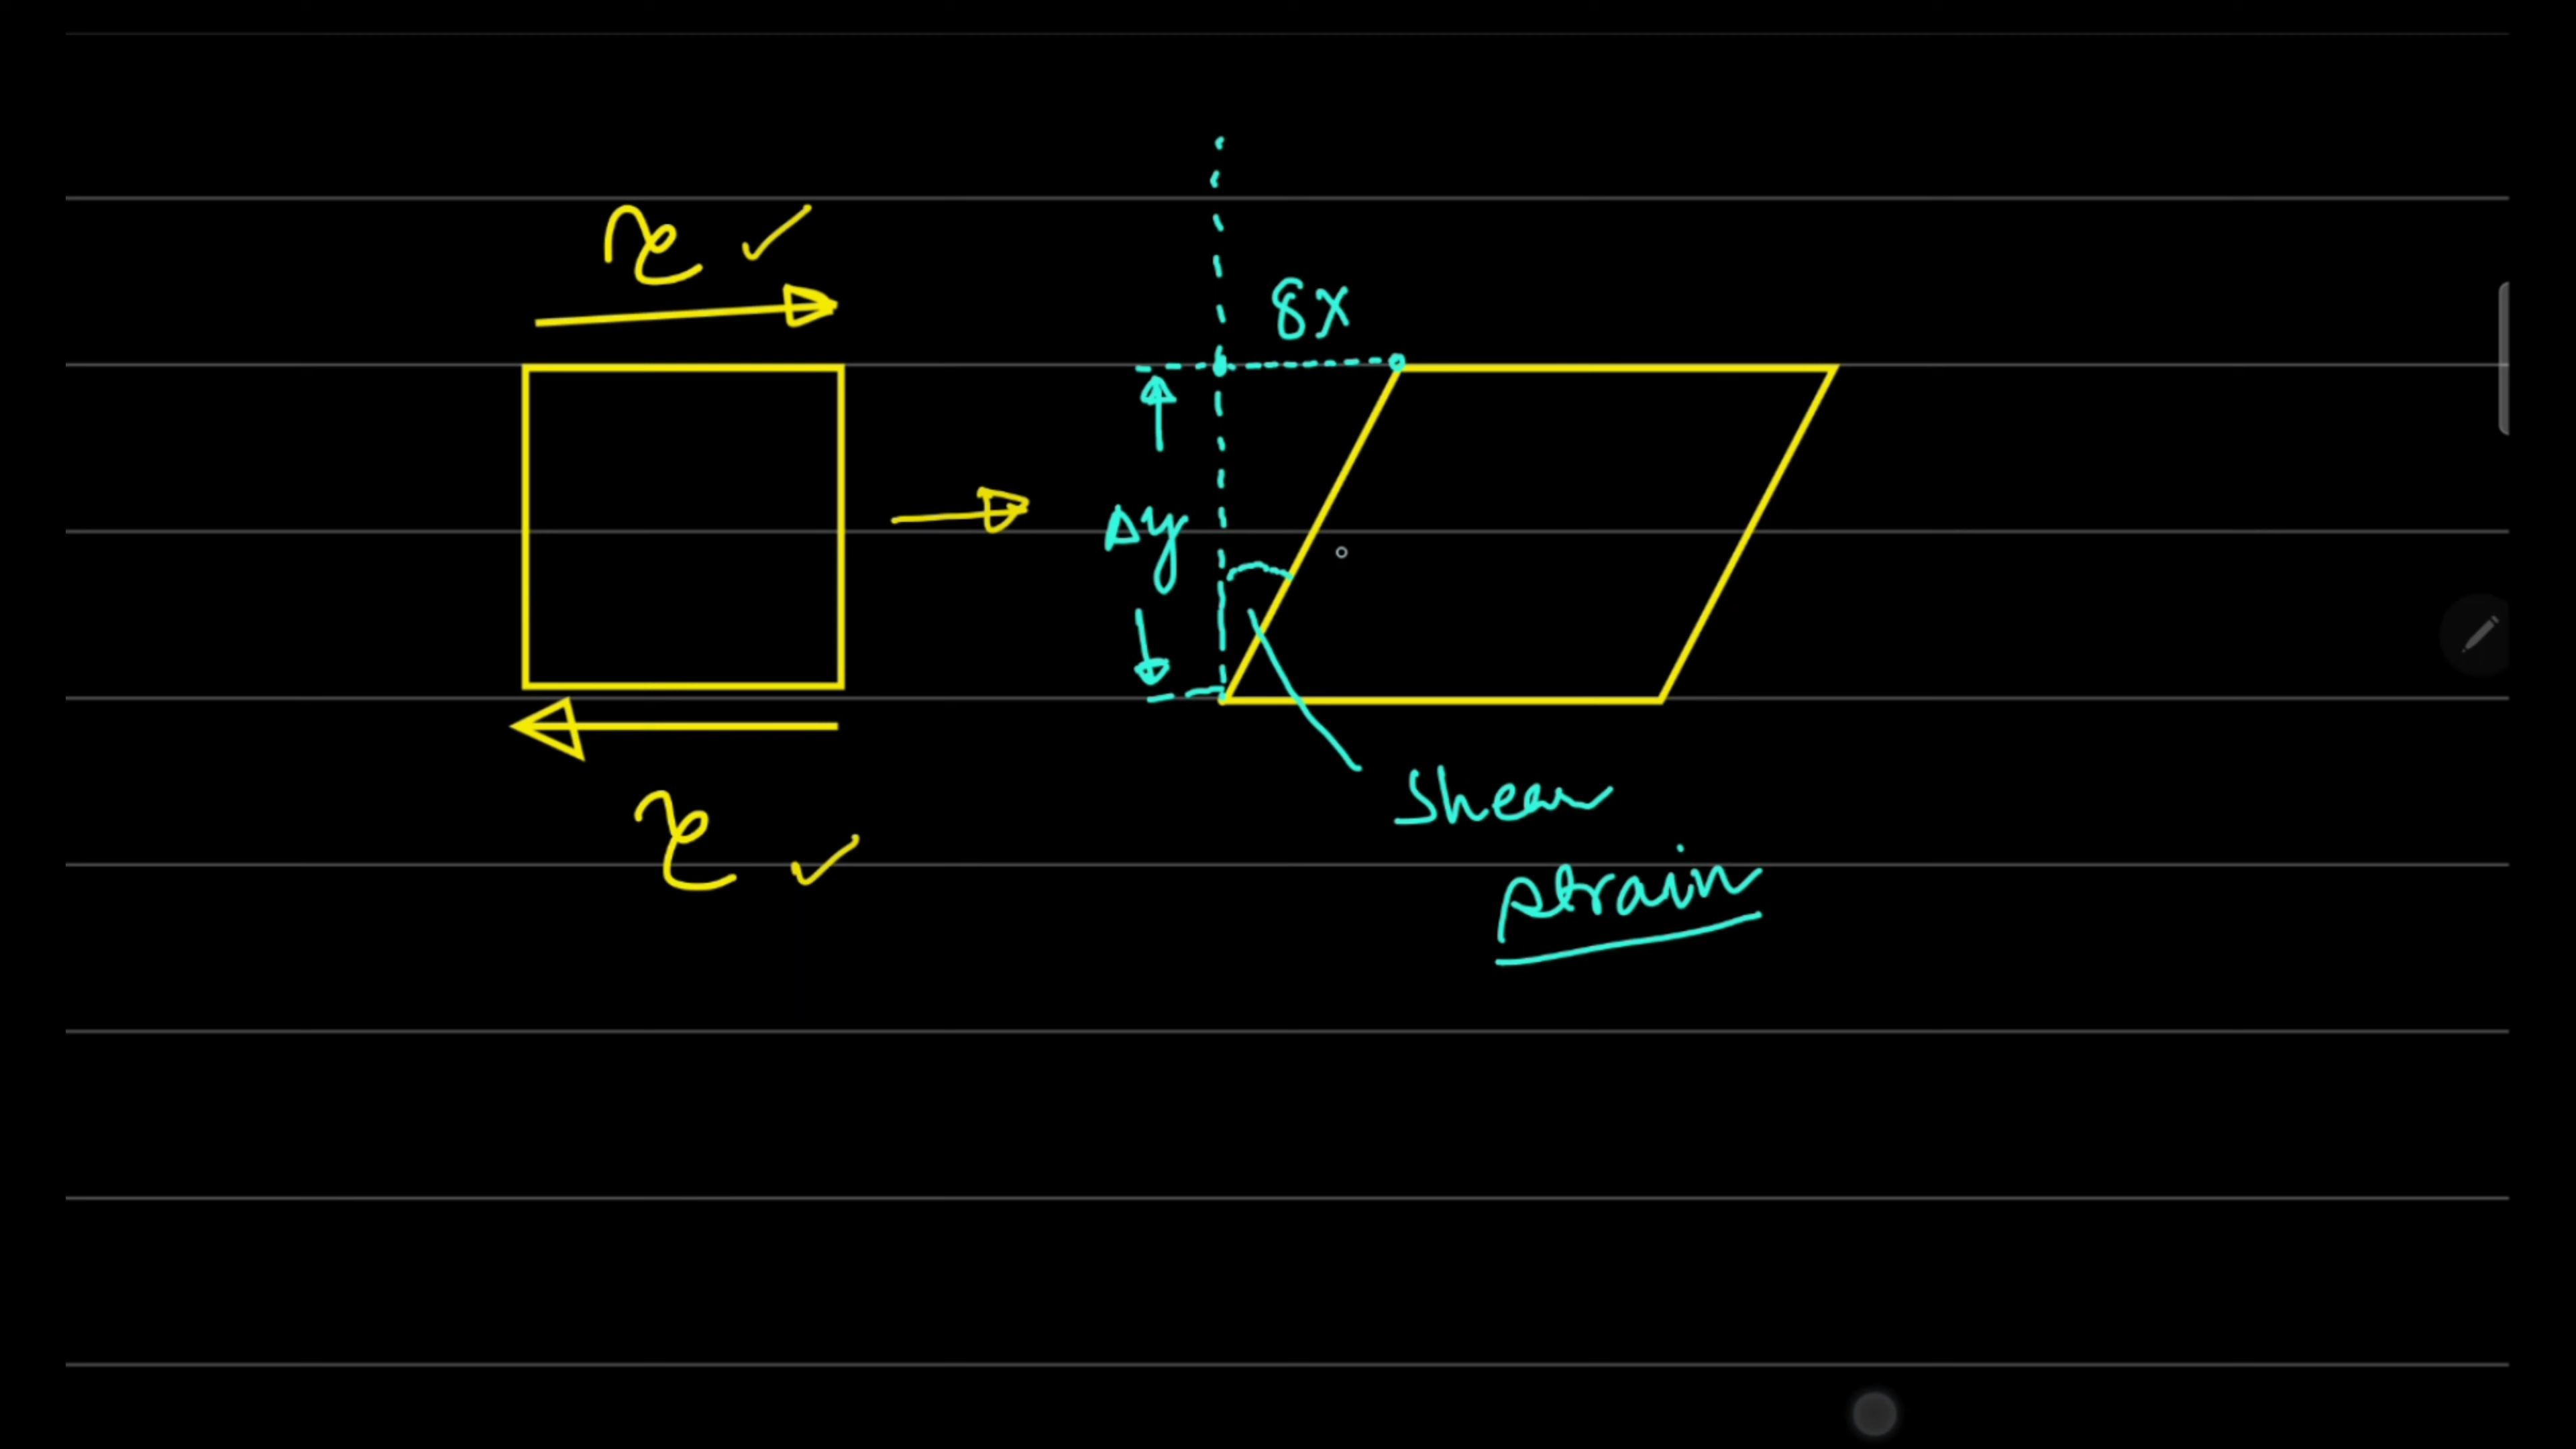 τ ✓
δx
Δy
τ ✓
shear
strain